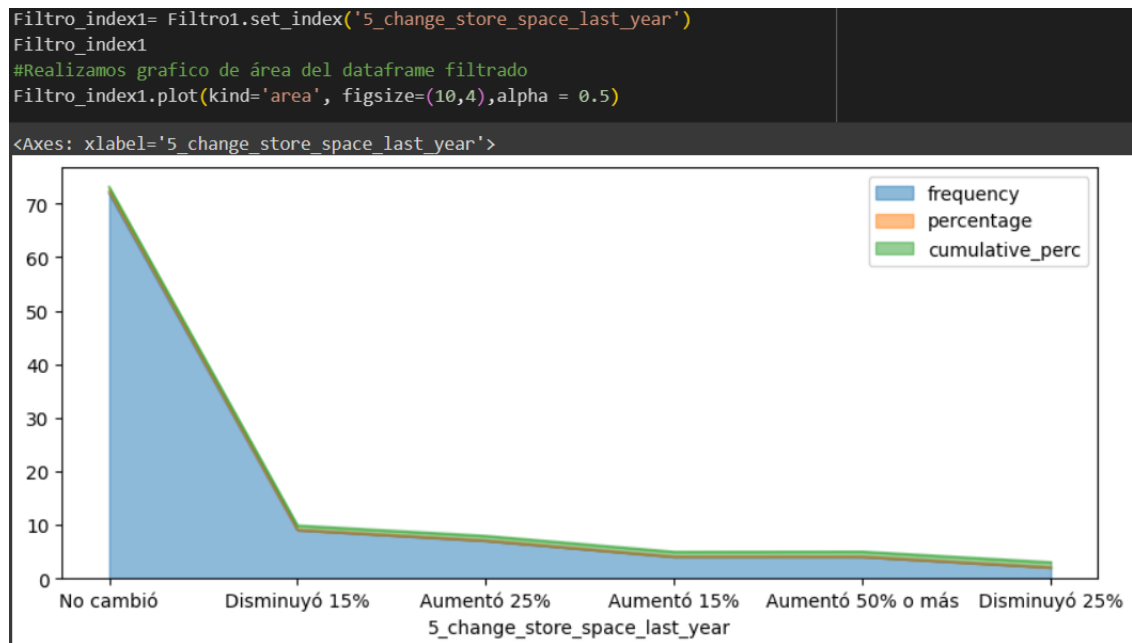 Filtro_index1= Filtro1.set_index('5_change_store_space_last_year')
Filtro_index1
#Realizamos grafico de área del dataframe filtrado
Filtro_index1.plot(kind='area', figsize=(10,4),alpha = 0.5)
<Axes: xlabel='5_change_store_space_last_year'>
frequency
percentage
cumulative_perc
70
60
50
40
30
20
10
0
No cambió Disminuyó 15% Aumentó 25% Aumentó 15% Aumentó 50% o más Disminuyó 25%
5_change_store_space_last_year